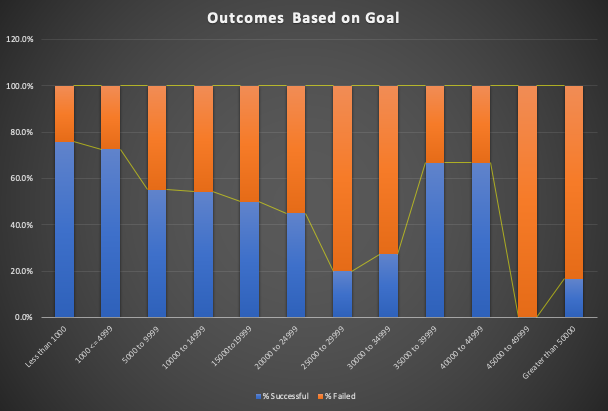 Outcomes Based on Goal
120.0%
100.0%
80.0%
60.0%
40.0%
20.0%
0.0%
Less than 1000
1000 <= 4999
5000 to 9999
10000 to 14999
15000to19999
20000 to 24999
25000 to 29999
30000 to 34999
35000 to 39999
40000 to 44999
45000 to 49999
Greater than 50000
% Successful % Failed